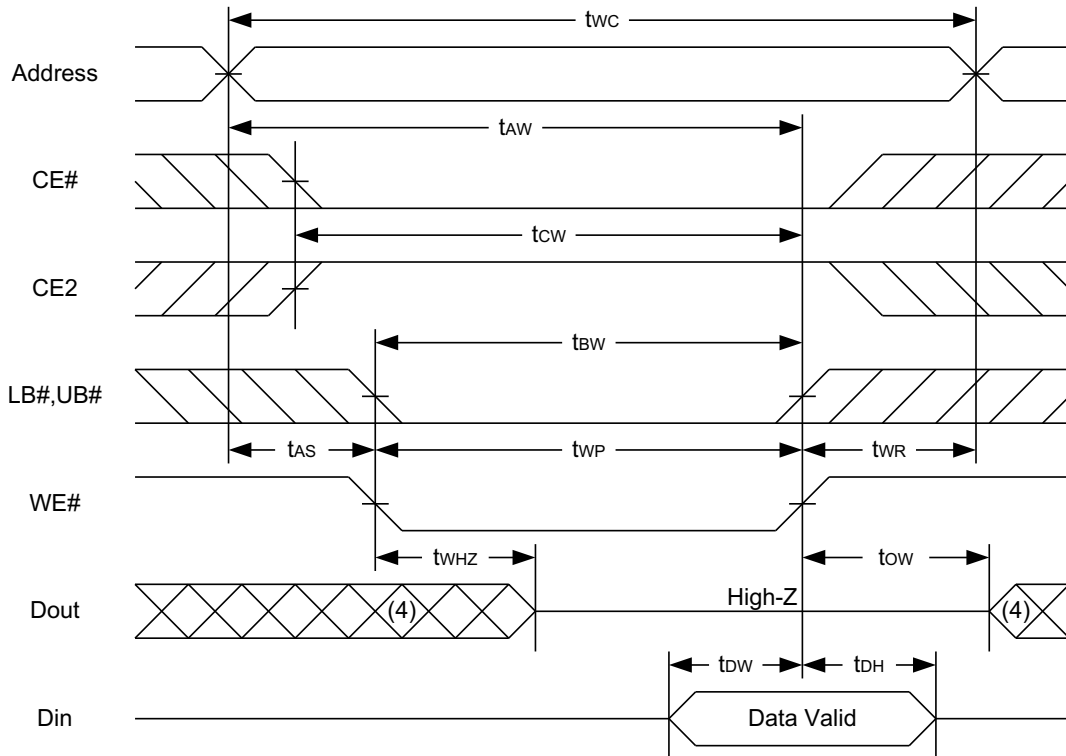 tWC
Address
tAW
CE#
tCW
CE2
tBW
LB#,UB#
tAS
tWP
tWR
WE#
tWHZ
tOW
Dout
(4)
High-Z
(4)
tDW
tDH
Din
Data Valid